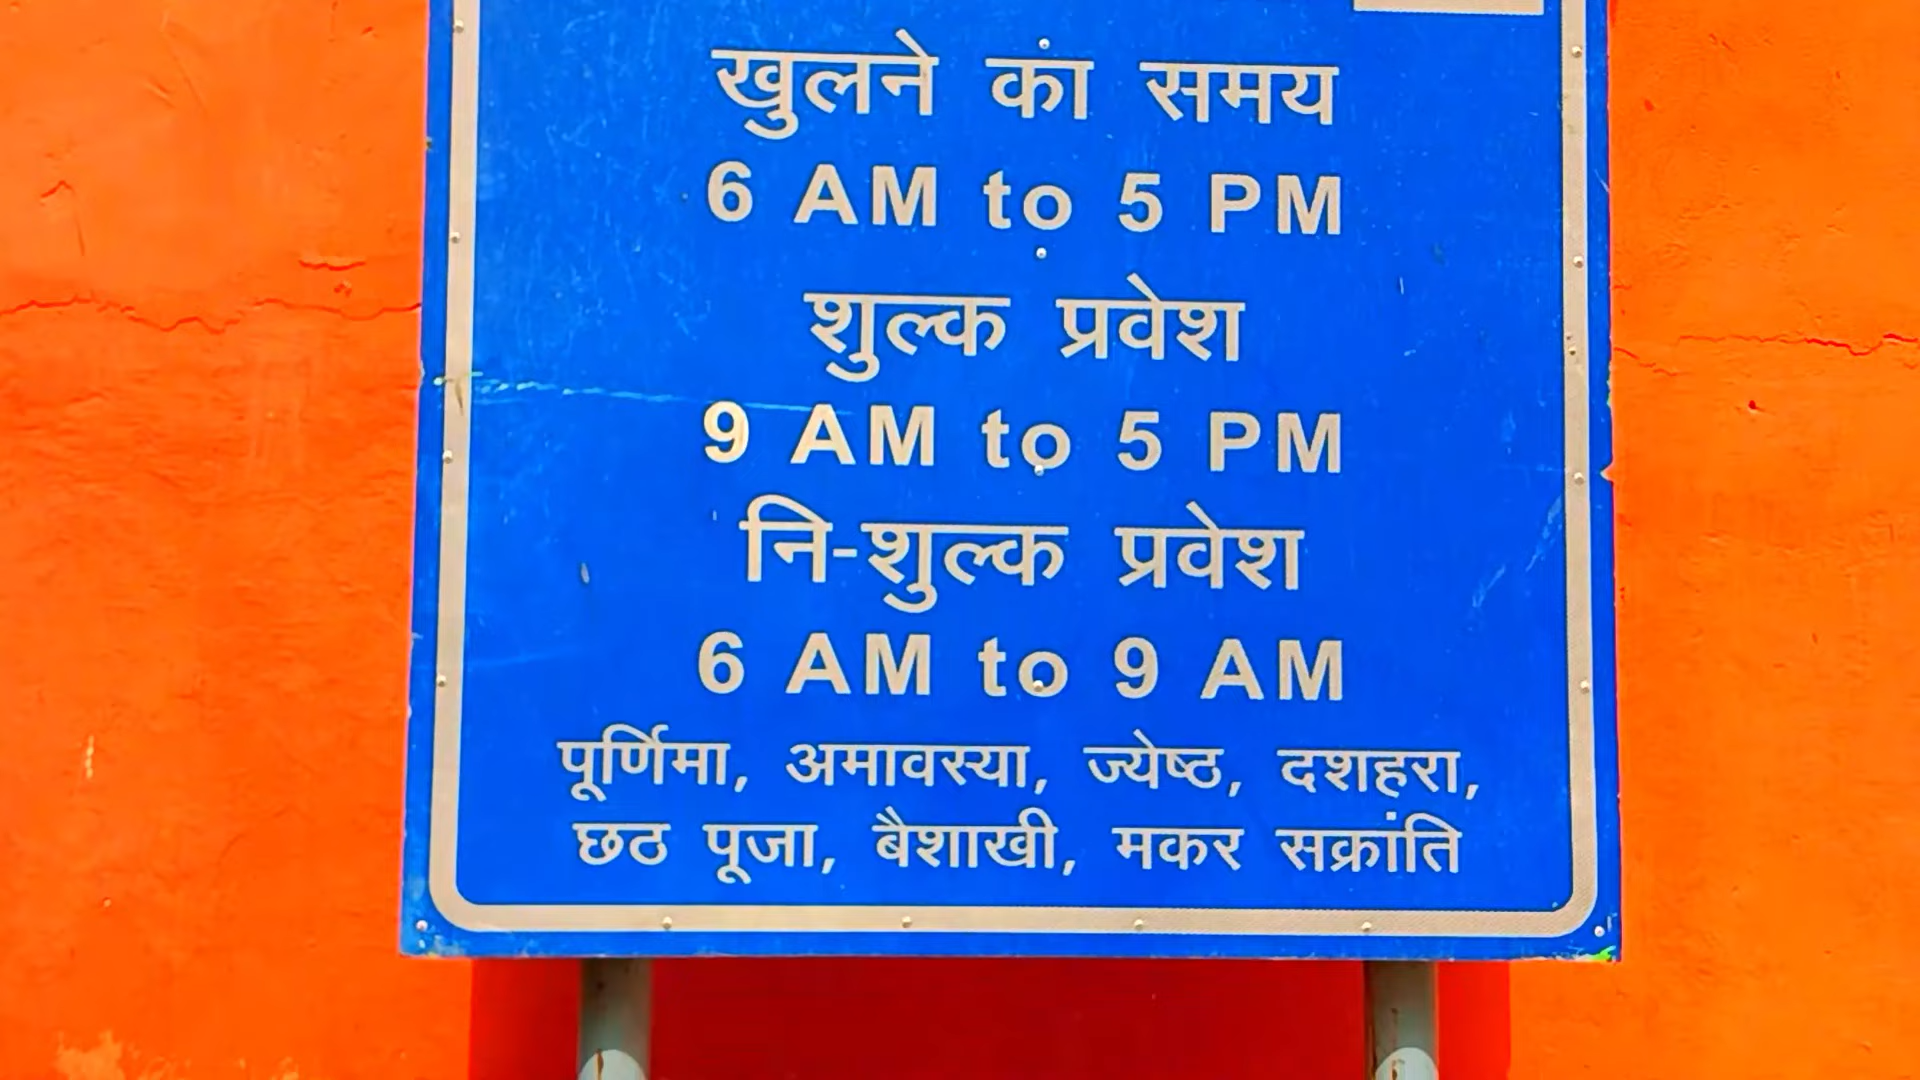 खुलने का समय
6 AM to 5 PM
शुल्क प्रवेश
9 AM to 5 PM
नि-शुल्क प्रवेश
6 AM to 9 AM
पूर्णिमा, अमावस्या, ज्येष्ठ, दशहरा,
छठ पूजा, बैशाखी, मकर सक्रांति